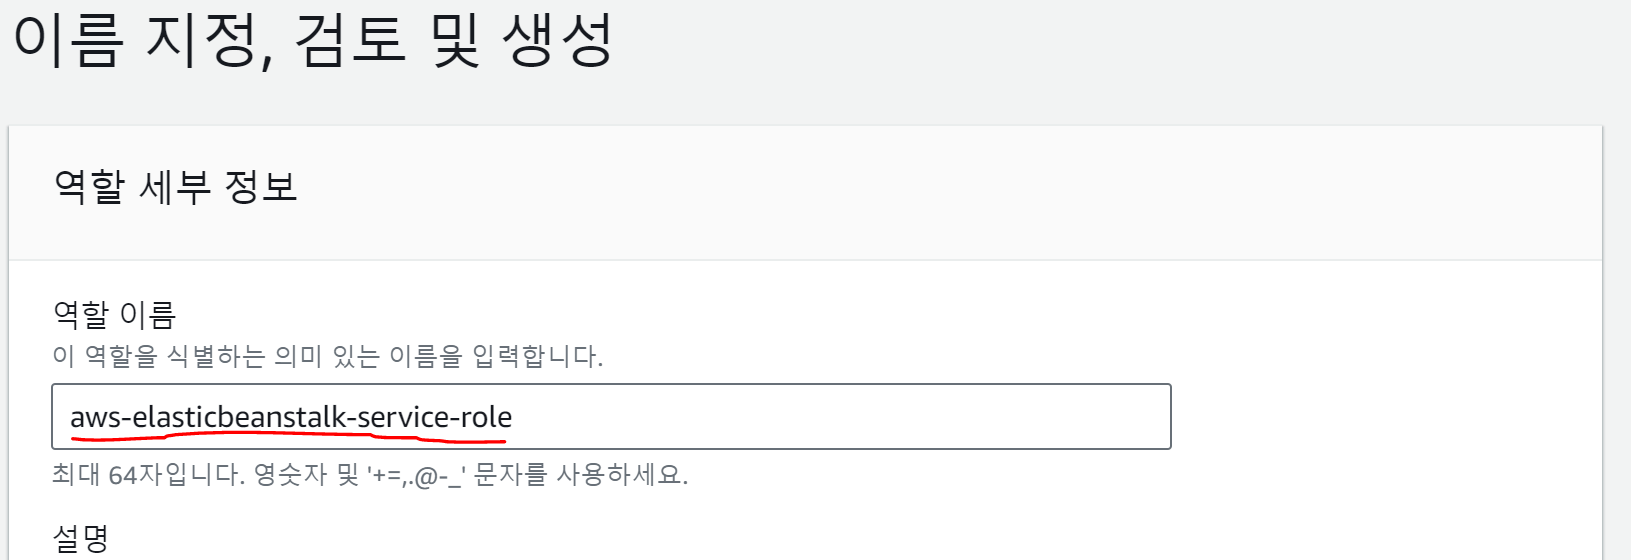 이름 지정, 검토 및 생성
역할 세부 정보
역할 이름
이 역할을 식별하는 의미 있는 이름을 입력합니다.
aws-elasticbeanstalk-service-role
최대 64자입니다. 영숫자 및 '+=,.@-_' 문자를 사용하세요.
설명